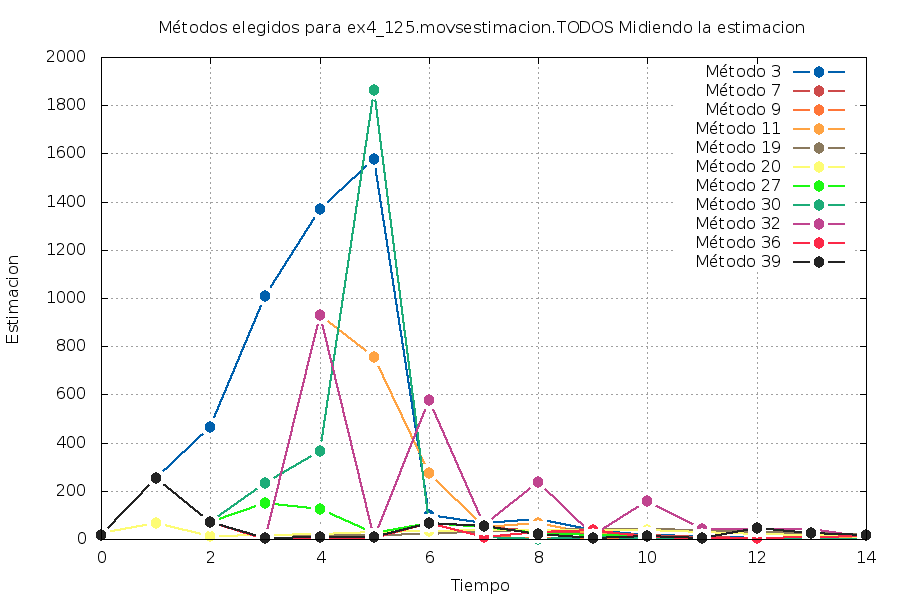 Métodos elegidos para ex4_125.movsestimacion.TODOS Midiendo la estimacion
2000
1800
1600
1400
1200
1000
800
600
400
200
0
Estimacion
Método 3
Método 7
Método 9
Método 11
Método 19
Método 20
Método 27
Método 30
Método 32
Método 36
Método 39
0 2 4 6 8 10 12 14
Tiempo